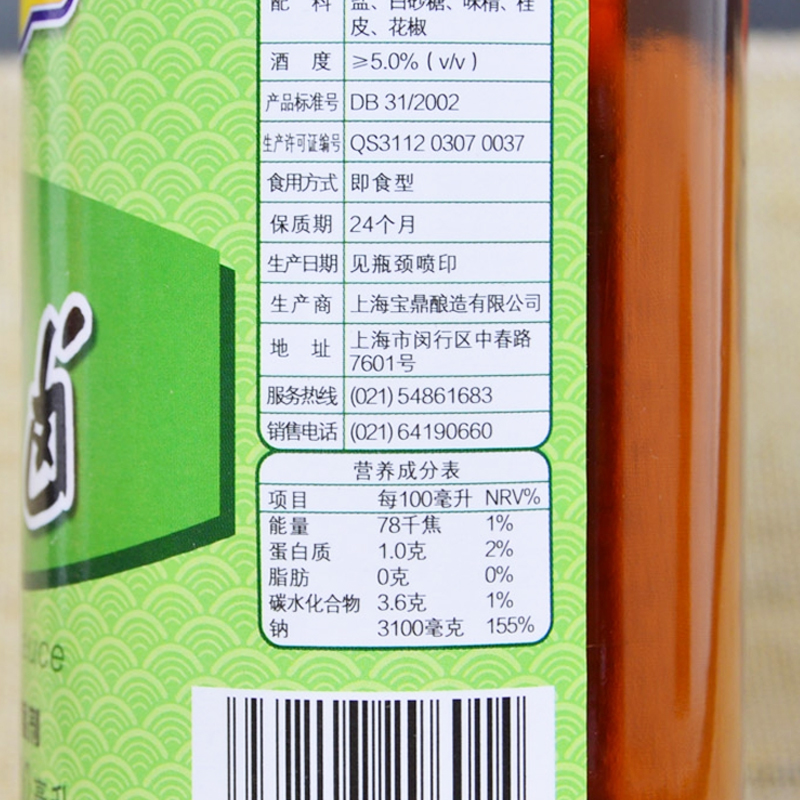 配料 盐、白砂糖、味精、桂
皮、花椒
酒度 ≥5.0% ( v/v )
产品标准号 DB 31/2002
生产许可证编号 QS3112 0307 0037
食用方式 即食型
保质期 24个月
生产日期 见瓶颈喷印
生产商 上海宝鼎酿造有限公司
地址 上海市闵行区中春路
7601号
服务热线 (021) 54861683
销售电话 (021) 64190660
营养成分表
项目 每100毫升 NRV%
能量 78千焦 1%
蛋白质 1.0克 2%
脂肪 0克 0%
碳水化合物 3.6克 1%
钠 3100毫克 155%
卤